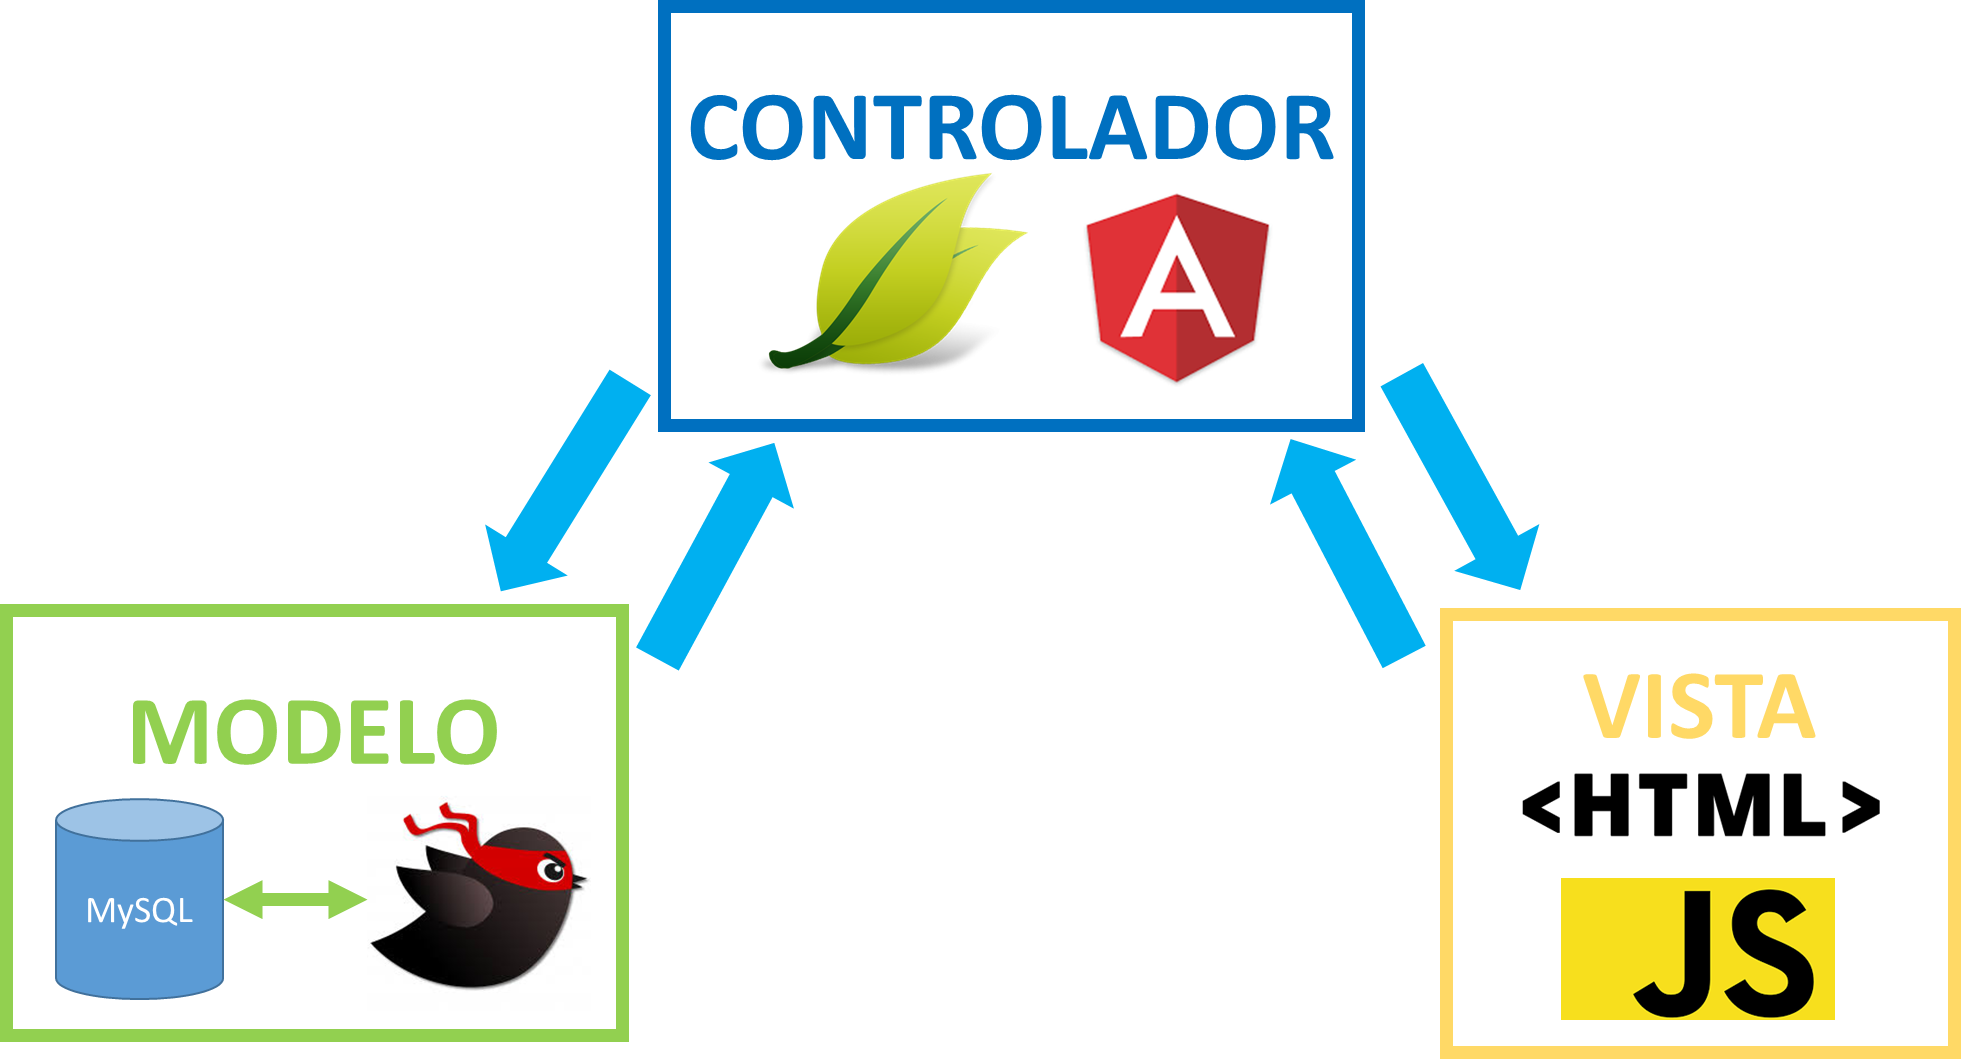 CONTROLADOR
A
MODELO
MySQL
VISTA
<HTML>
JS